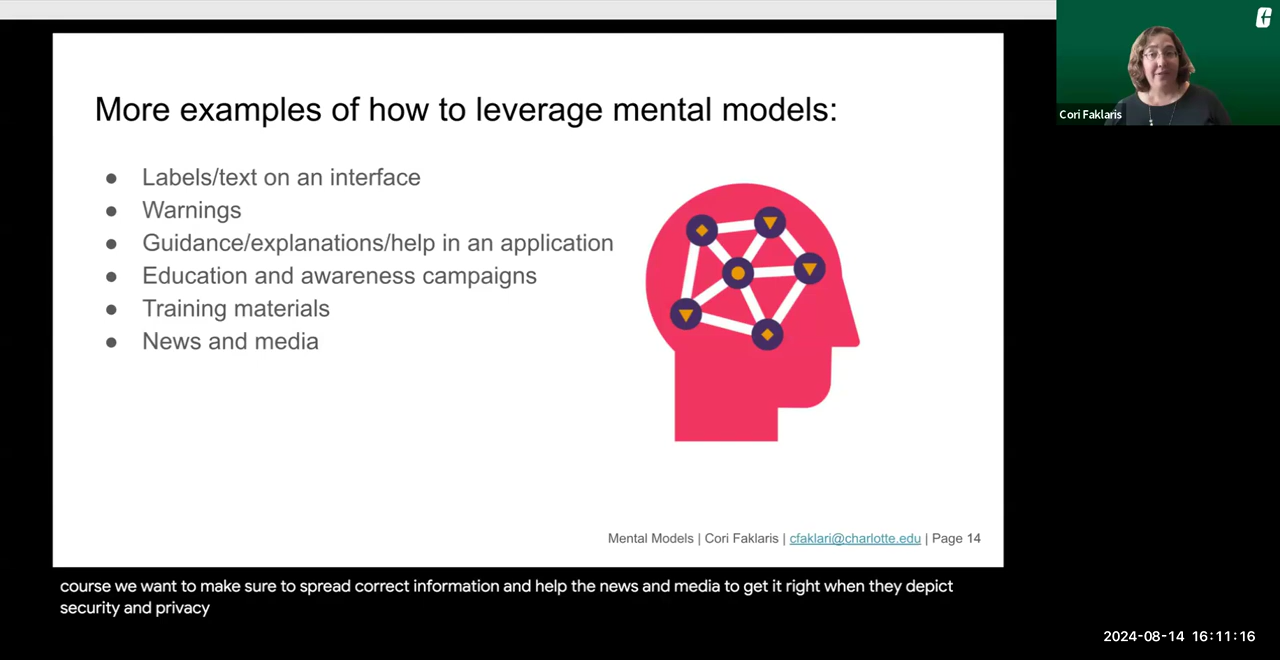 More examples of how to leverage mental models:
● Labels/text on an interface
● Warnings
● Guidance/explanations/help in an application
● Education and awareness campaigns
● Training materials
● News and media
Mental Models | Cori Faklaris | cfaklari@charlotte.edu | Page 14
Cori Faklaris
course we want to make sure to spread correct information and help the news and media to get it right when they depict
security and privacy
2024-08-14 16:11:16